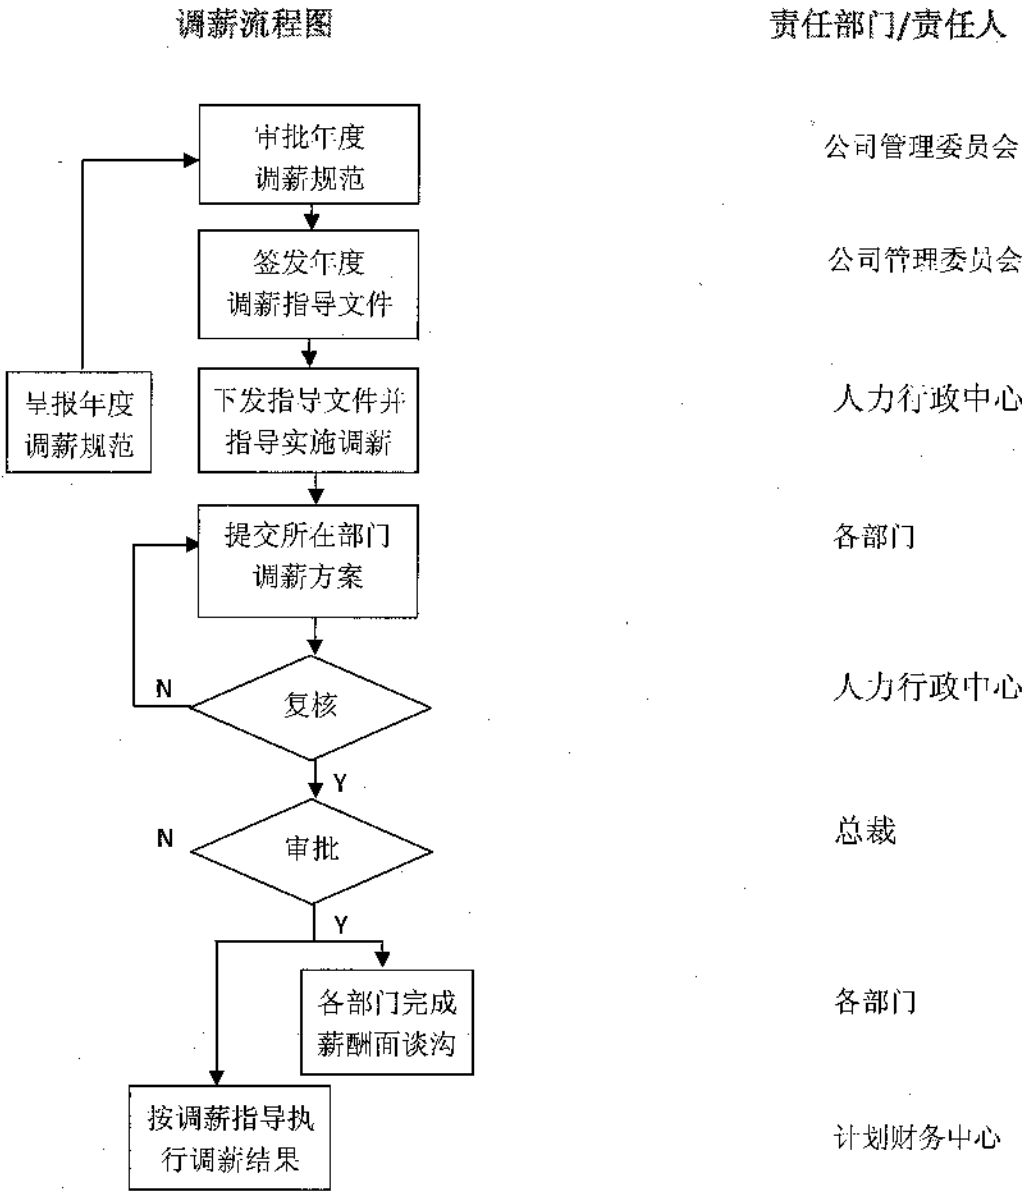 调薪流程图
责任部门/责任人
审批年度
调薪规范
公司管理委员会
签发年度
调薪指导文件
公司管理委员会
呈报年度
调薪规范
下发指导文件并
指导实施调薪
人力行政中心
提交所在部门
调薪方案
各部门
N
复核
人力行政中心
Y
N
审批
总裁
Y
各部门完成
薪酬面谈沟
各部门
按调薪指导执
行调薪结果
计划财务中心